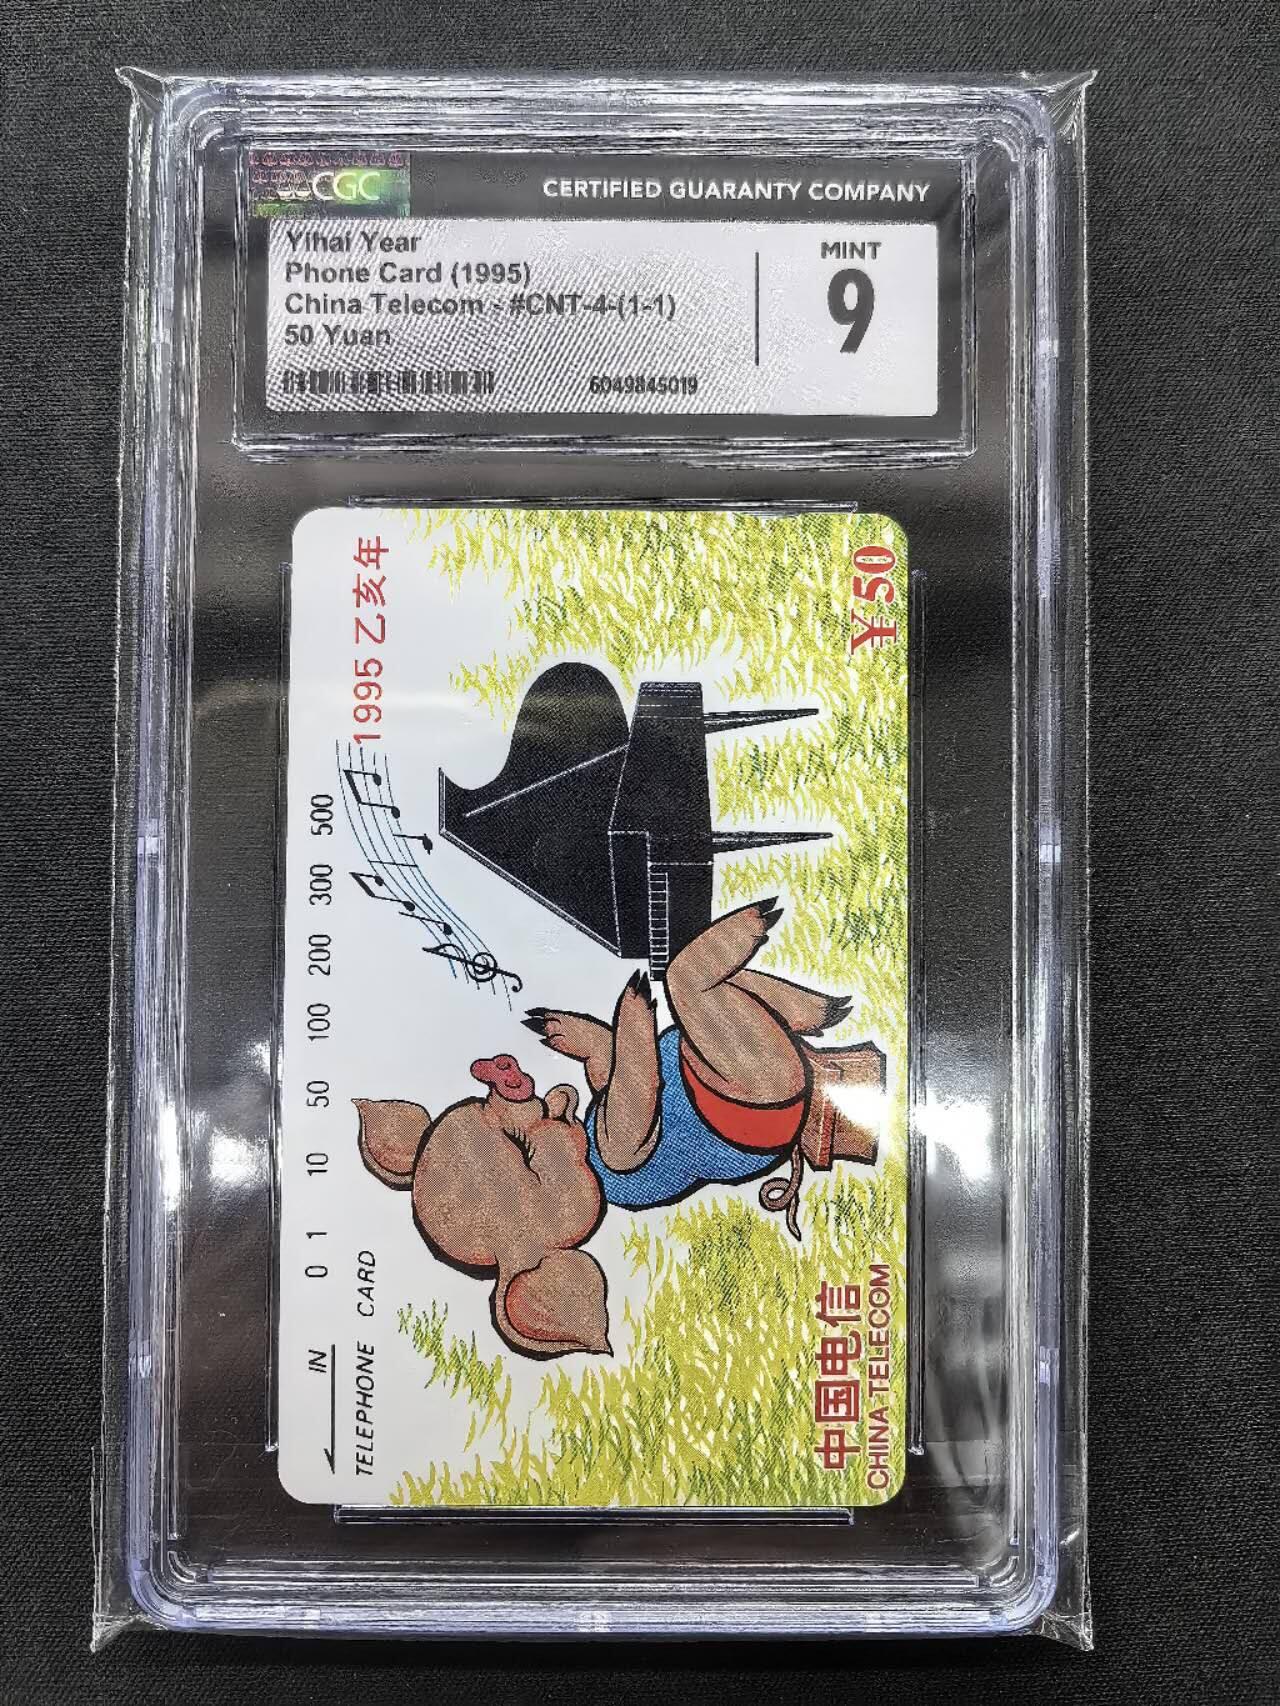 CGC
CERTIFIED GUARANTY COMPANY
Yihai Year
Phone Card (1995)
China Telecom - #CNT-4-(1-1)
50 Yuan
6049845019
MINT
9
IN
0 1 10 50 100 200 300 500
TELEPHONE CARD
1995 乙亥年
中国电信
CHINA TELECOM
¥50